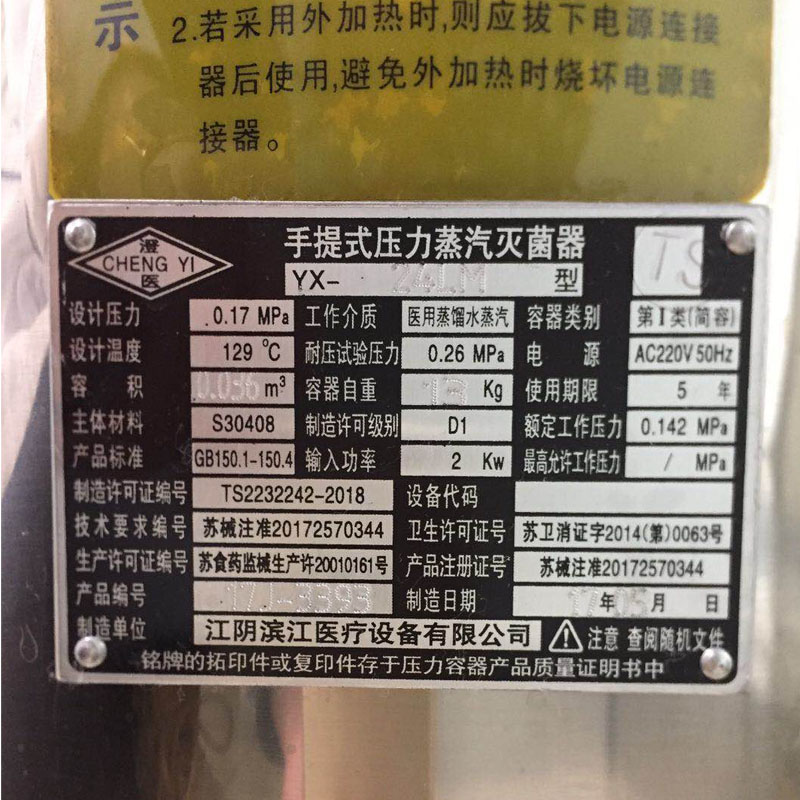 示 2.若采用外加热时,则应拔下电源连接
器后使用,避免外加热时烧坏电源连
接器。
澄
CHENG YI
医
手提式压力蒸汽灭菌器
YX- 24LM 型
TS
设计压力 0.17 MPa 工作介质 医用蒸馏水蒸汽 容器类别 第Ⅰ类(简容)
设计温度 129 ℃ 耐压试验压力 0.26 MPa 电 源 AC220V 50Hz
容 积 0.036 m³ 容器自重 13 Kg 使用期限 5 年
主体材料 S30408 制造许可级别 D1 额定工作压力 0.142 MPa
产品标准 GB150.1-150.4 输入功率 2 Kw 最高允许工作压力 / MPa
制造许可证编号 TS2232242-2018 设备代码
技术要求编号 苏械注准20172570344 卫生许可证号 苏卫消证字2014(第)0063号
生产许可证编号 苏食药监械生产许20010161号 产品注册证号 苏械注准20172570344
产品编号 17J-3393 制造日期 17 年 05 月 日
制造单位 江阴滨江医疗设备有限公司 注意 查阅随机文件
铭牌的拓印件或复印件存于压力容器产品质量证明书中